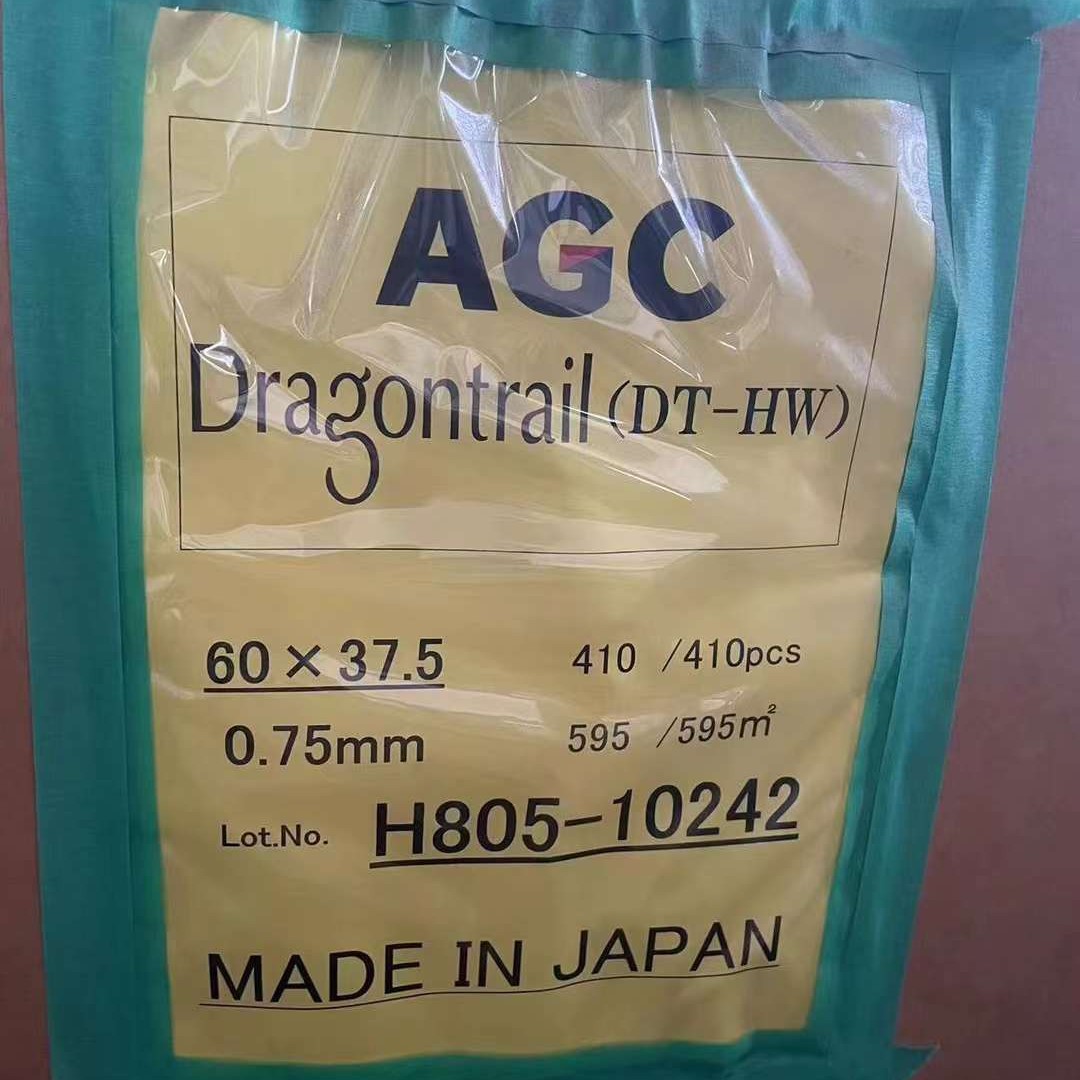 AGC
Dragontrail (DT-HW)
60×37.5 410 /410pcs
0.75mm 595 /595m²
Lot.No. H805-10242
MADE IN JAPAN